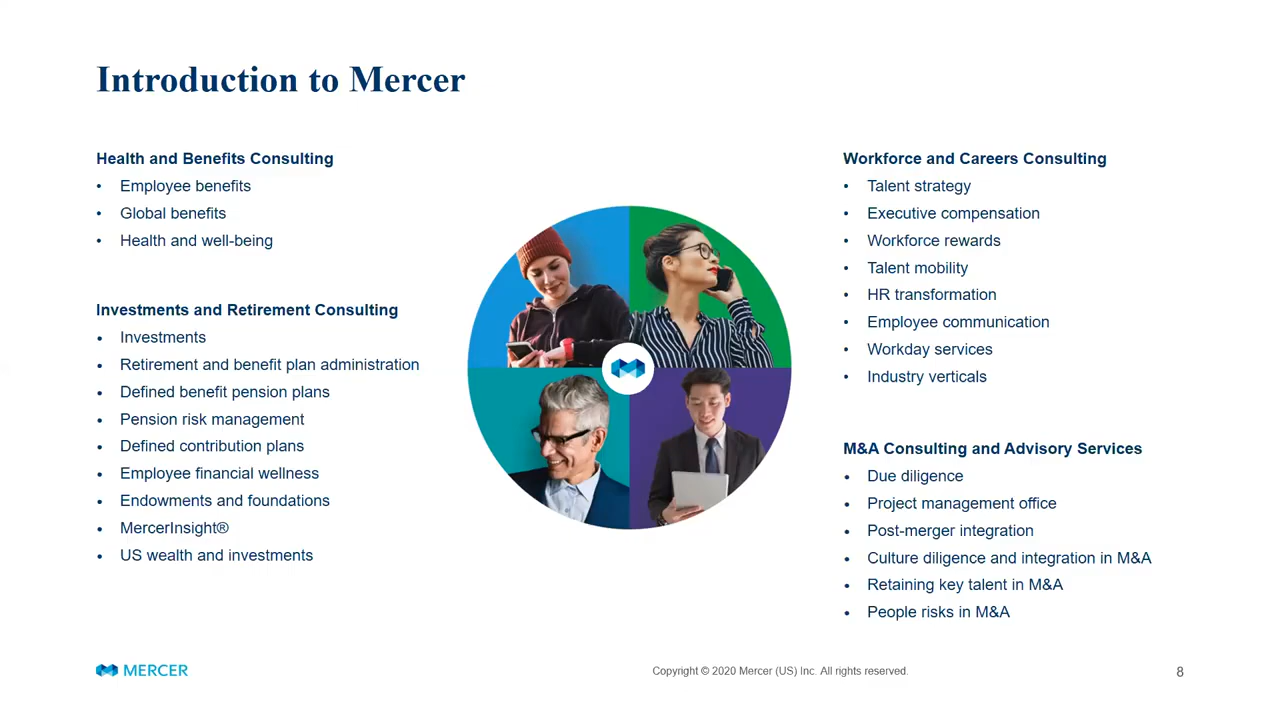 Introduction to Mercer
Health and Benefits Consulting
• Employee benefits
• Global benefits
• Health and well-being
Investments and Retirement Consulting
• Investments
• Retirement and benefit plan administration
• Defined benefit pension plans
• Pension risk management
• Defined contribution plans
• Employee financial wellness
• Endowments and foundations
• MercerInsight®
• US wealth and investments
Workforce and Careers Consulting
• Talent strategy
• Executive compensation
• Workforce rewards
• Talent mobility
• HR transformation
• Employee communication
• Workday services
• Industry verticals
M&A Consulting and Advisory Services
• Due diligence
• Project management office
• Post-merger integration
• Culture diligence and integration in M&A
• Retaining key talent in M&A
• People risks in M&A
MERCER
Copyright © 2020 Mercer (US) Inc. All rights reserved.
8